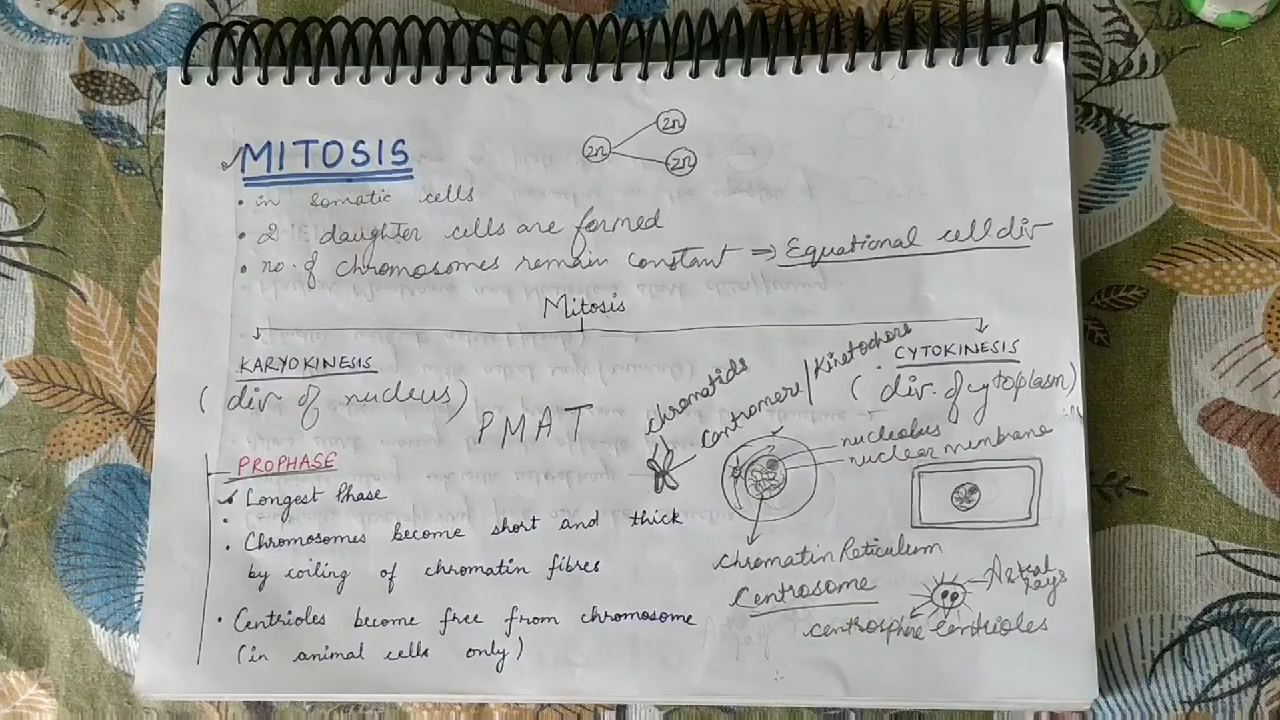 MITOSIS
2n
2n
2n
• in somatic cells
• 2 daughter cells are formed
• no. of chromosomes remain constant ⇒ Equational cell div
Mitosis
KARYOKINESIS
(div of nucleus)
CYTOKINESIS
(div. of cytoplasm)
PMAT
chromatids
Centromere/Kinetochore
nucleolus
nuclear membrane
chromatin Reticulum
PROPHASE
• Longest Phase
• Chromosomes become short and thick
by coiling of chromatin fibres
• Centrioles become free from chromosome
(in animal cells only)
Centrosome
Astral
rays
centrosphere centrioles